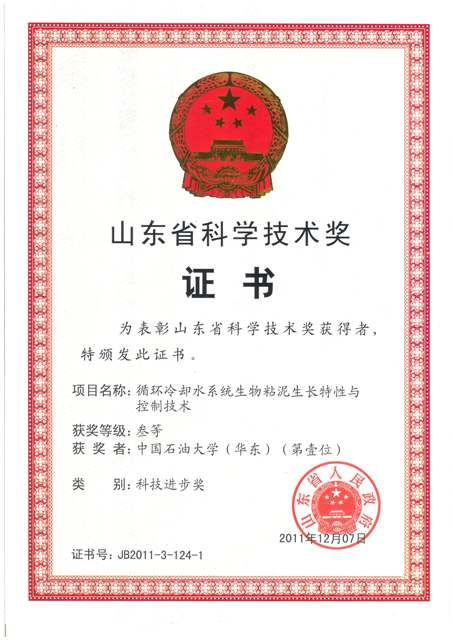 山东省科学技术奖
证书
为表彰山东省科学技术奖获得者，
特颁发此证书。
项目名称：循环冷却水系统生物粘泥生长特性与
控制技术
获奖等级：叁等
获 奖 者：中国石油大学（华东）（第壹位）
类 别：科技进步奖
山东省人民政府
2011年12月07日
证书号：JB2011-3-124-1